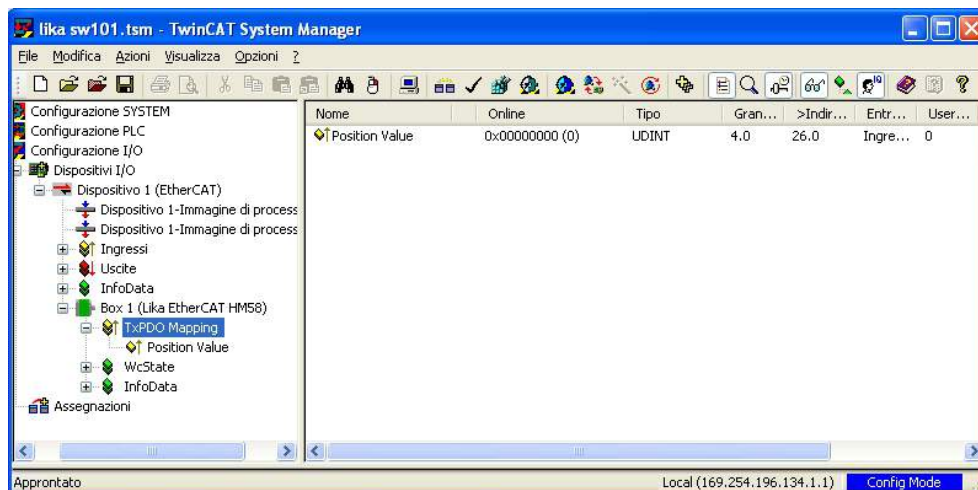 lika sw101.tsm - TwinCAT System Manager
File Modifica Azioni Visualizza Opzioni ?
Configurazione SYSTEM
Configurazione PLC
Configurazione I/O
Dispositivi I/O
Dispositivo 1 (EtherCAT)
Dispositivo 1-Immagine di process
Dispositivo 1-Immagine di process
Ingressi
Uscite
InfoData
Box 1 (Lika EtherCAT HM58)
TxPDO Mapping
Position Value
WcState
InfoData
Assegnazioni
Nome Online Tipo Gran... >Indir... Entr... User...
Position Value 0x00000000 (0) UDINT 4.0 26.0 Ingre... 0
Approntato Local (169.254.196.134.1.1) Config Mode